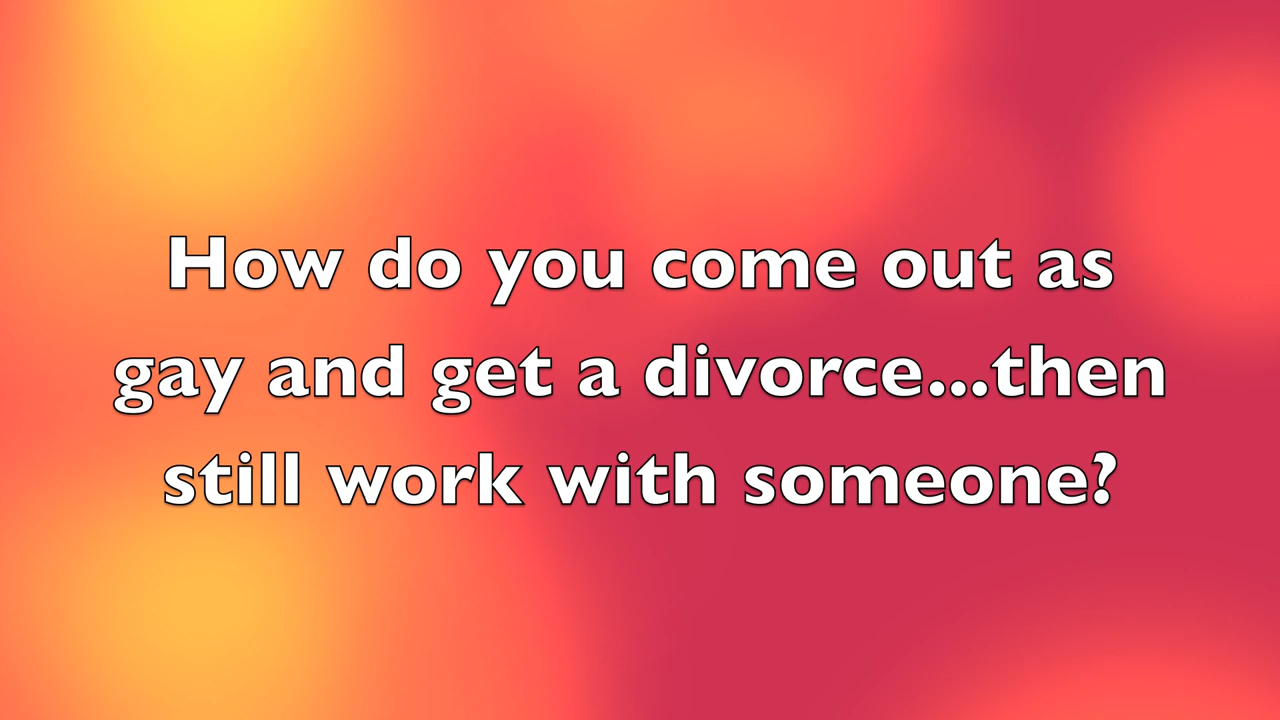 How do you come out as
gay and get a divorce...then
still work with someone?